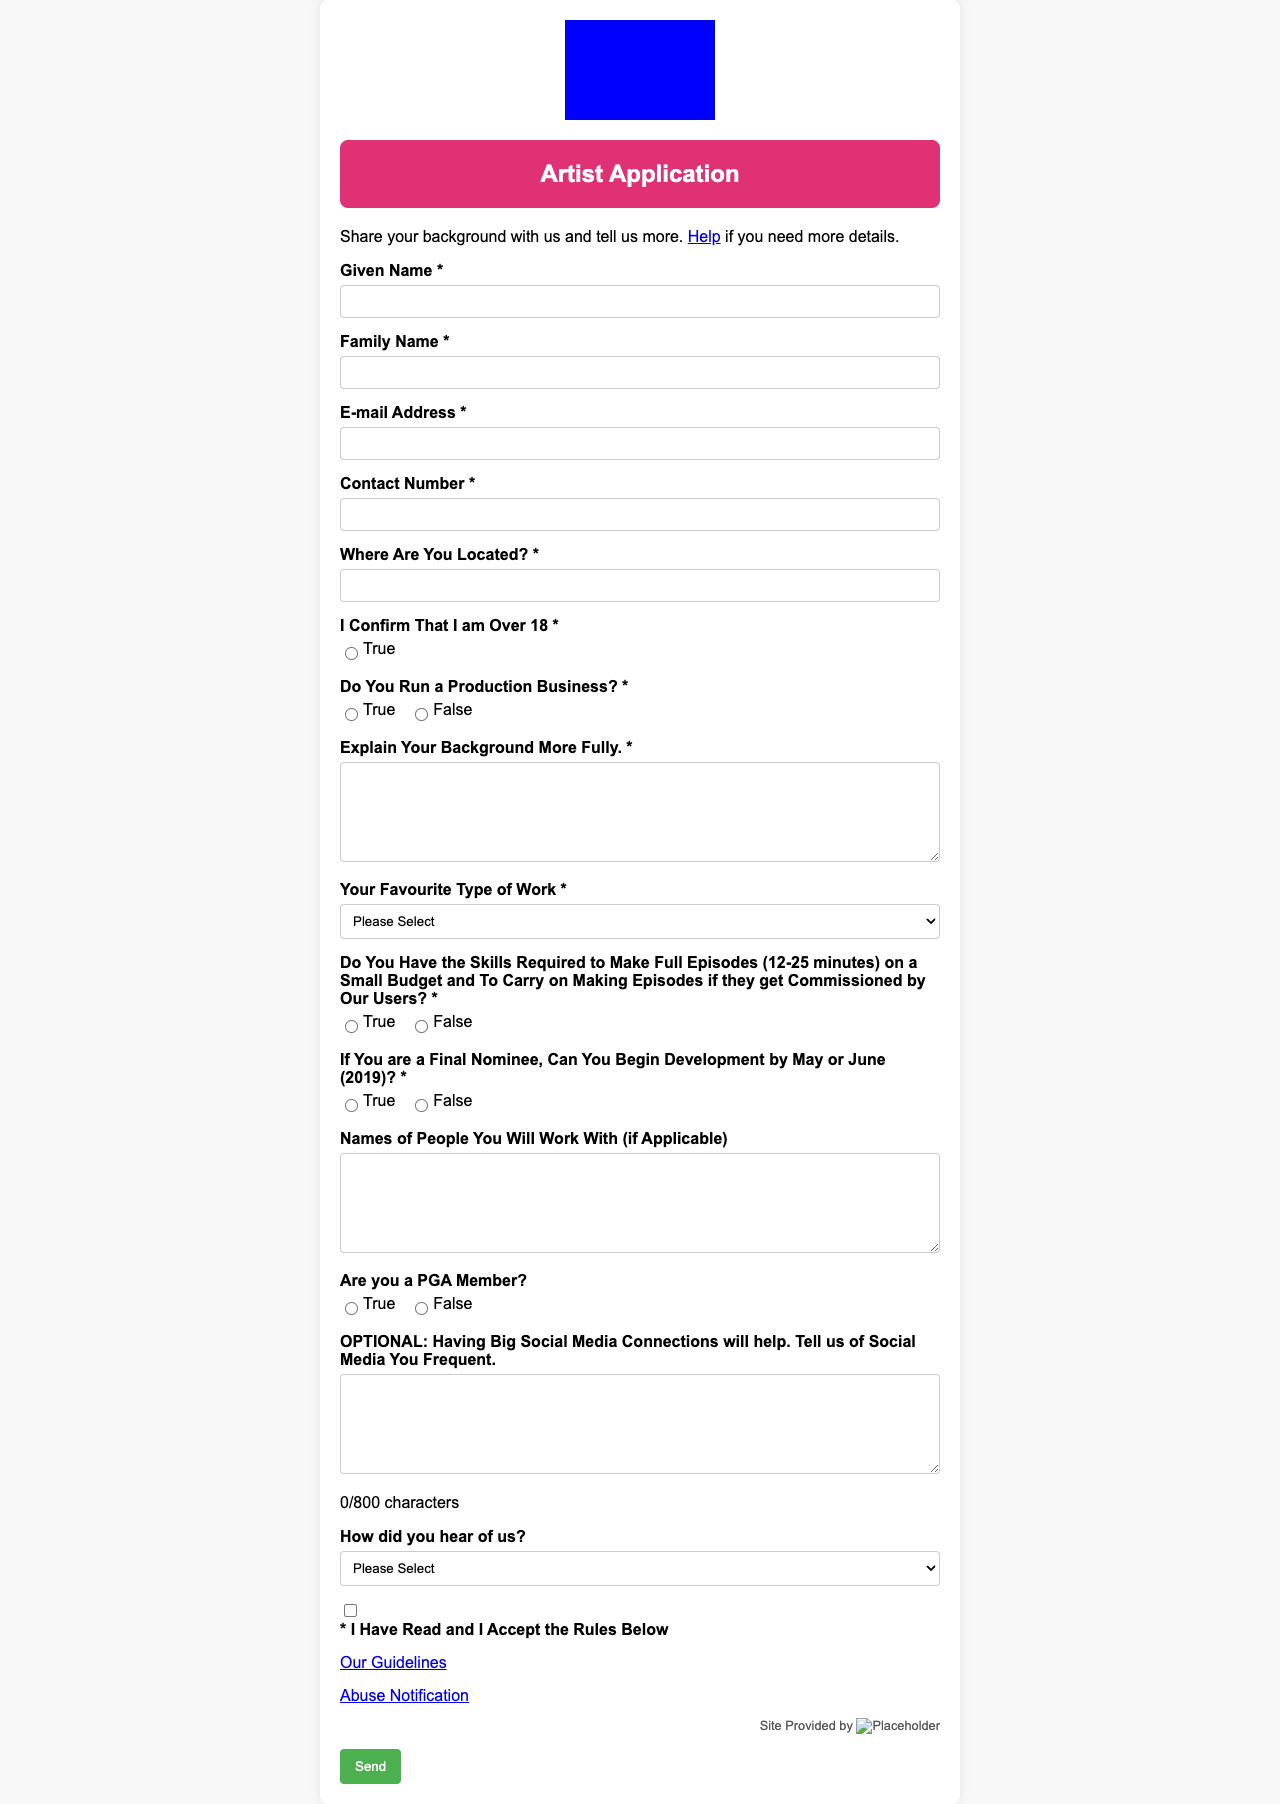 Artist Application
Share your background with us and tell us more. Help if you need more details.
Given Name *
Family Name *
E-mail Address *
Contact Number *
Where Are You Located? *
I Confirm That I am Over 18 *
True
Do You Run a Production Business? *
True False
Explain Your Background More Fully. *
Your Favourite Type of Work *
Please Select
Do You Have the Skills Required to Make Full Episodes (12-25 minutes) on a
Small Budget and To Carry on Making Episodes if they get Commissioned by
Our Users? *
True False
If You are a Final Nominee, Can You Begin Development by May or June
(2019)? *
True False
Names of People You Will Work With (if Applicable)
Are you a PGA Member?
True False
OPTIONAL: Having Big Social Media Connections will help. Tell us of Social
Media You Frequent.
0/800 characters
How did you hear of us?
Please Select
* I Have Read and I Accept the Rules Below
Our Guidelines
Abuse Notification
Site Provided by Placeholder
Send